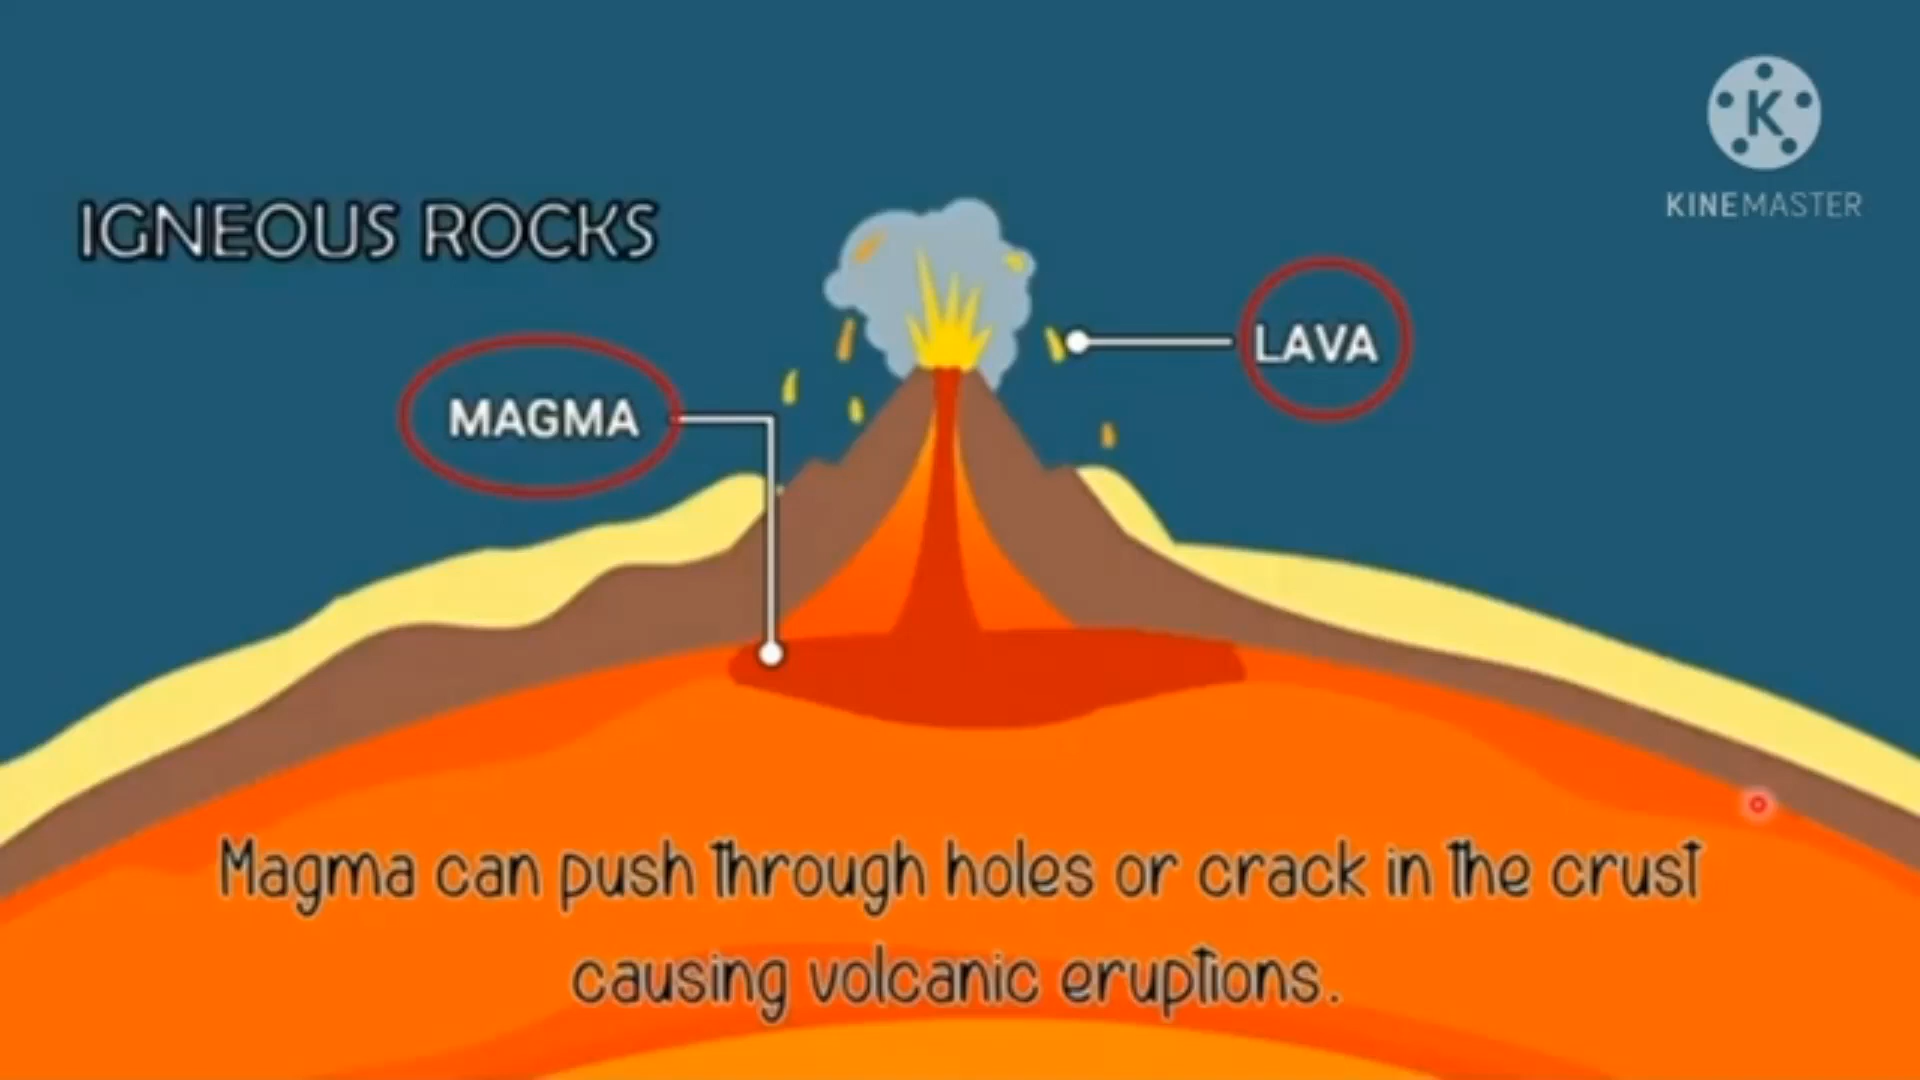 K
KINEMASTER
IGNEOUS ROCKS
LAVA
MAGMA
Magma can push through holes or crack in the crust
causing volcanic eruptions.